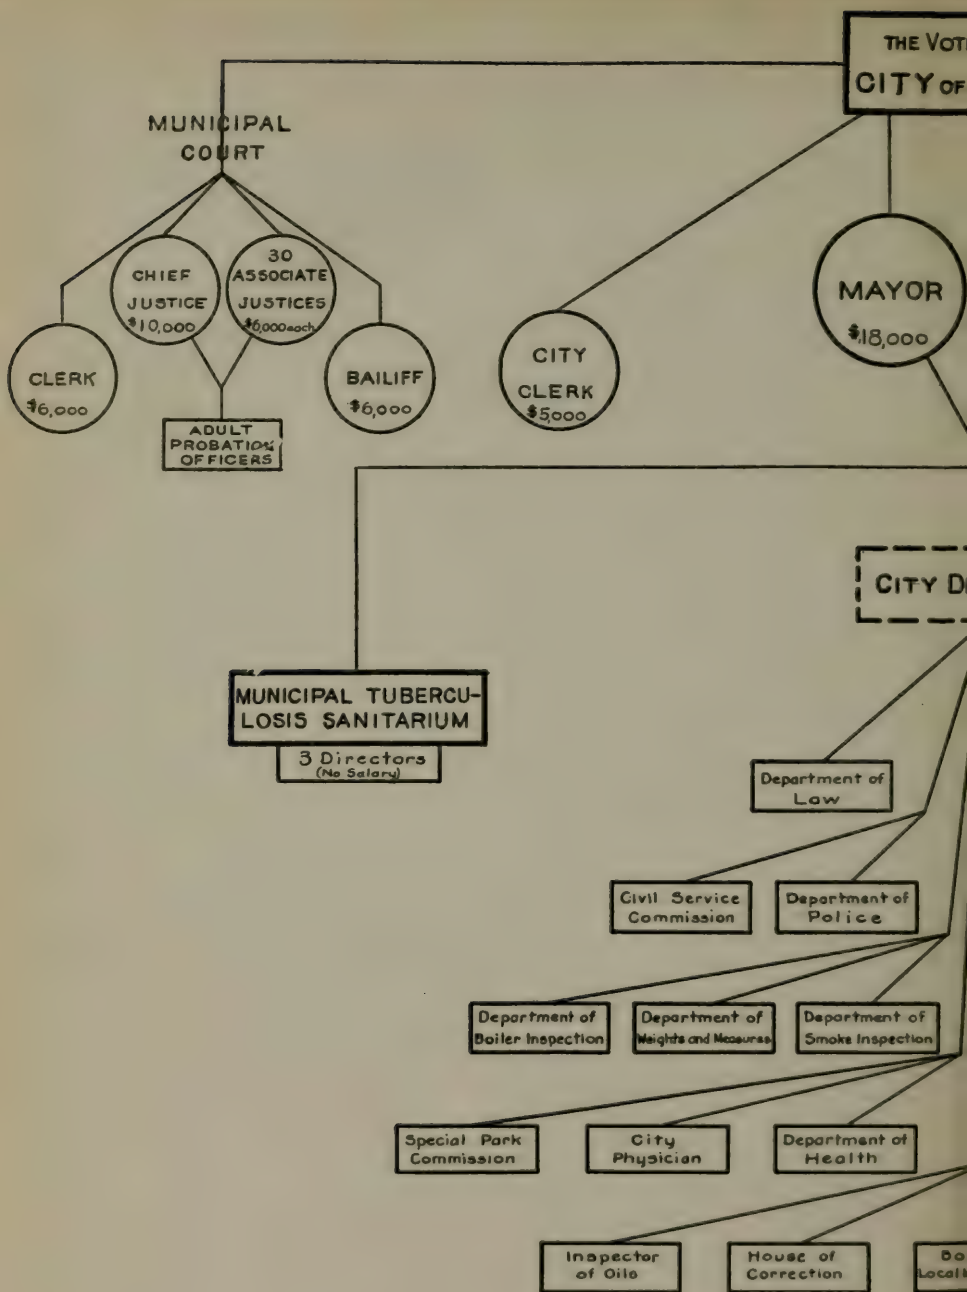 THE VOT
CITY OF
MUNICIPAL
COURT
CHIEF
JUSTICE
$10,000
30
ASSOCIATE
JUSTICES
$6,000 each
CLERK
$6,000
BAILIFF
$6,000
ADULT
PROBATION
OFFICERS
CITY
CLERK
$5,000
MAYOR
$18,000
CITY D
MUNICIPAL TUBERCU-
LOSIS SANITARIUM
3 Directors
(No Salary)
Department of
Law
Civil Service
Commission
Department of
Police
Department of
Boiler Inspection
Department of
Weights and Measures
Department of
Smoke Inspection
Special Park
Commission
City
Physician
Department of
Health
Inspector
of Oils
House of
Correction
Bo
Local